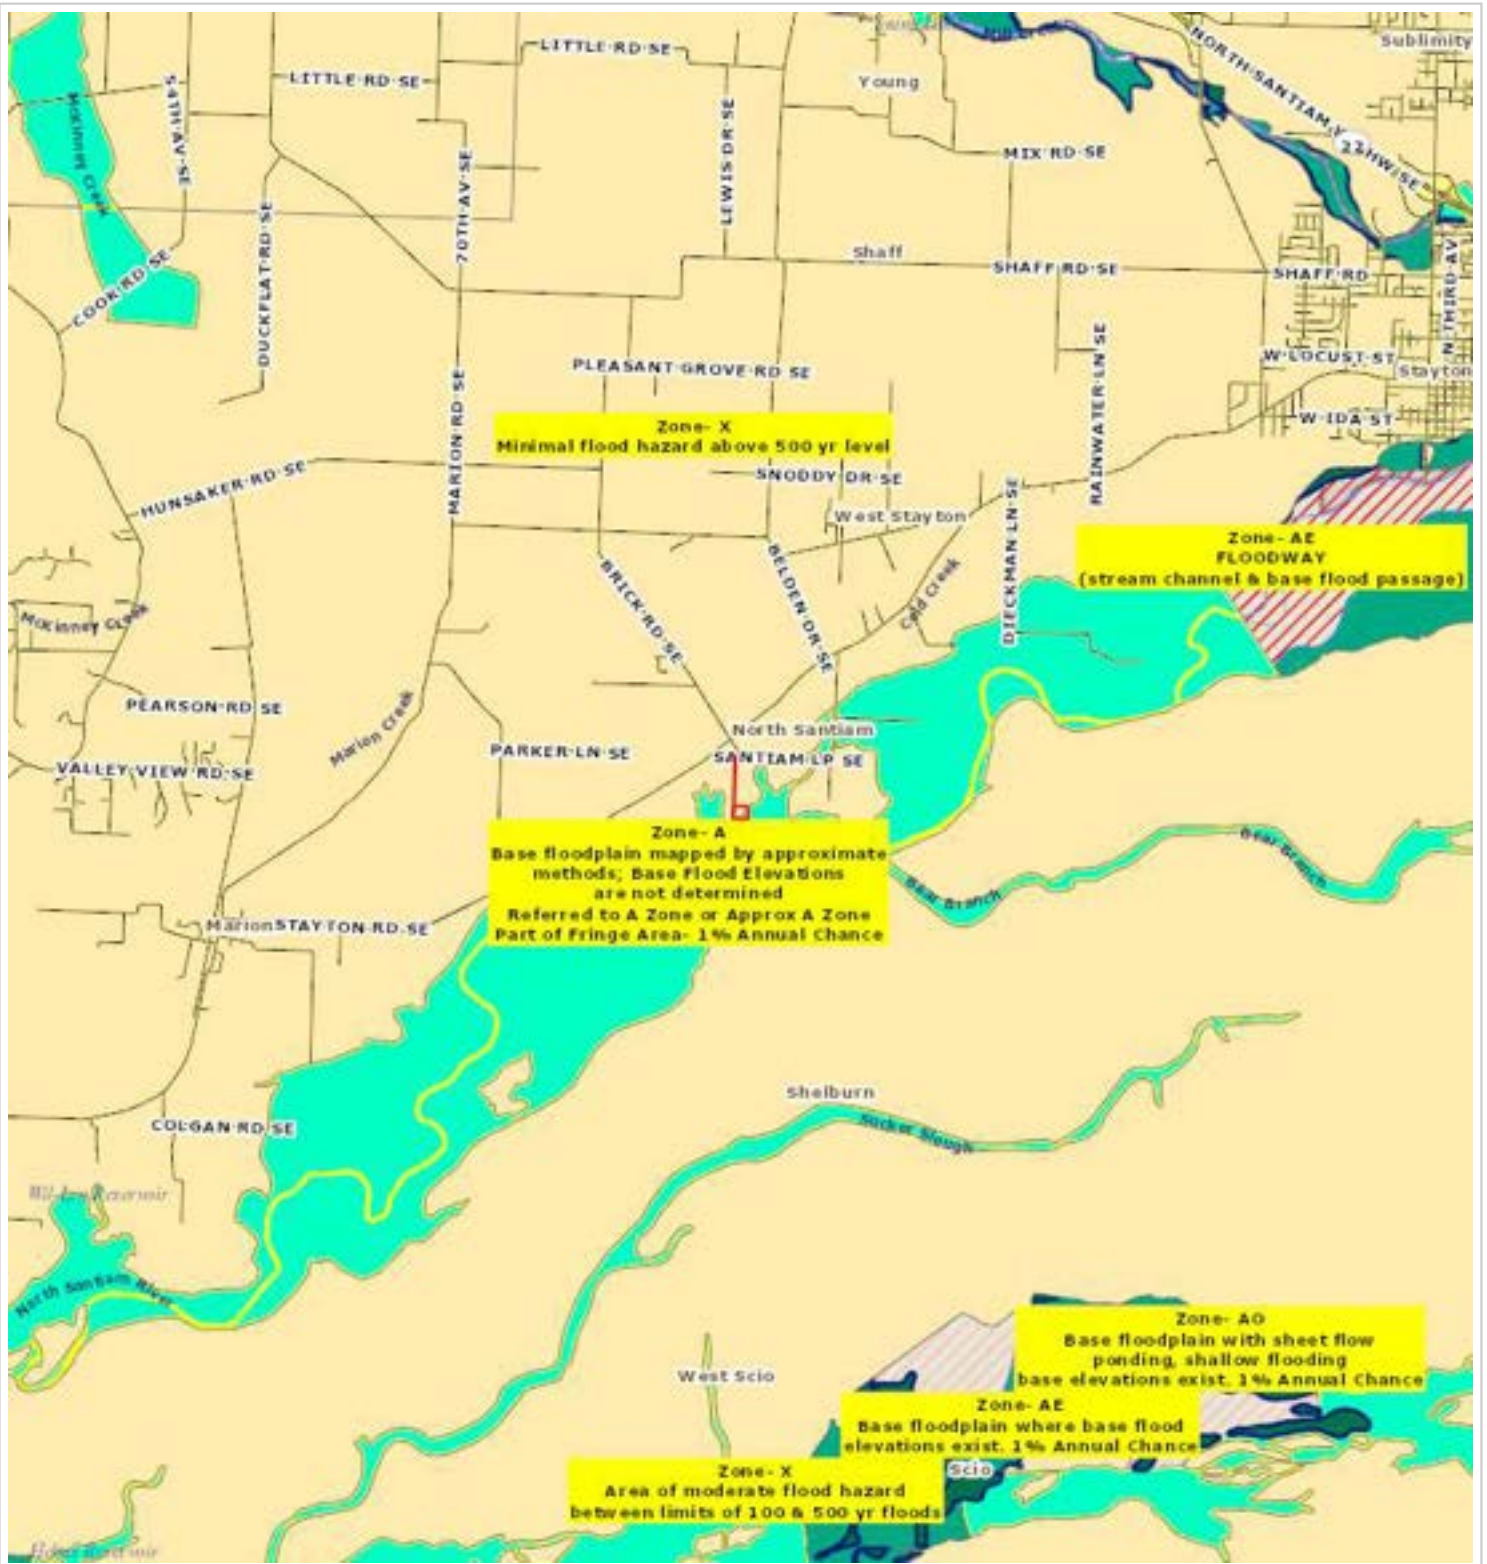 LITTLE RD SE
Sublimity
LITTLE RD SE
Young
NORTH SANTIAM
22
HW SE
McKinney Creek
54TH AV SE
MIX RD SE
70TH AV SE
LEWIS DR SE
DUCKFLAT RD SE
COOK RD SE
Shaff
SHAFF RD SE
SHAFF RD
N THIRD AV
W LOCUST ST
Stayton
PLEASANT GROVE RD SE
RAINWATER LN SE
MARION RD SE
W IDA ST
Zone- X
Minimal flood hazard above 500 yr level
HUNSAKER RD SE
SNODDY DR SE
West Stayton
DIECKMAN LN SE
Zone- AE
FLOODWAY
(stream channel & base flood passage)
BRICK RD SE
BELDEN DR SE
Cold Creek
McKinney Creek
PEARSON RD SE
Marion Creek
North Santiam
PARKER LN SE
SANTIAM LP SE
VALLEY VIEW RD SE
Zone- A
Base floodplain mapped by approximate
methods; Base Flood Elevations
are not determined
Referred to A Zone or Approx A Zone
Part of Fringe Area- 1% Annual Chance
Bear Branch
Bear Branch
Marion
STAYTON RD SE
Shelburn
Sucker Slough
COLGAN RD SE
Reservoir
North Santiam River
West Scio
Zone- AO
Base floodplain with sheet flow
ponding, shallow flooding
base elevations exist. 1% Annual Chance
Zone- AE
Base floodplain where base flood
elevations exist. 1% Annual Chance
Scio
Zone- X
Area of moderate flood hazard
between limits of 100 & 500 yr floods